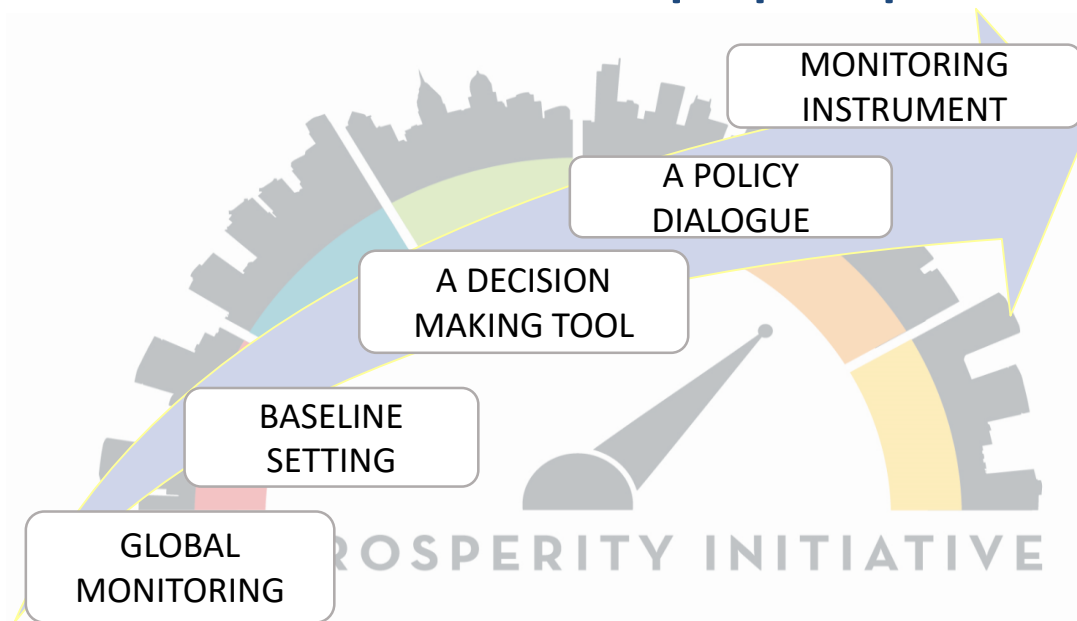 MONITORING
INSTRUMENT
A POLICY
DIALOGUE
A DECISION
MAKING TOOL
BASELINE
SETTING
GLOBAL
MONITORING
ROSPERITY INITIATIVE